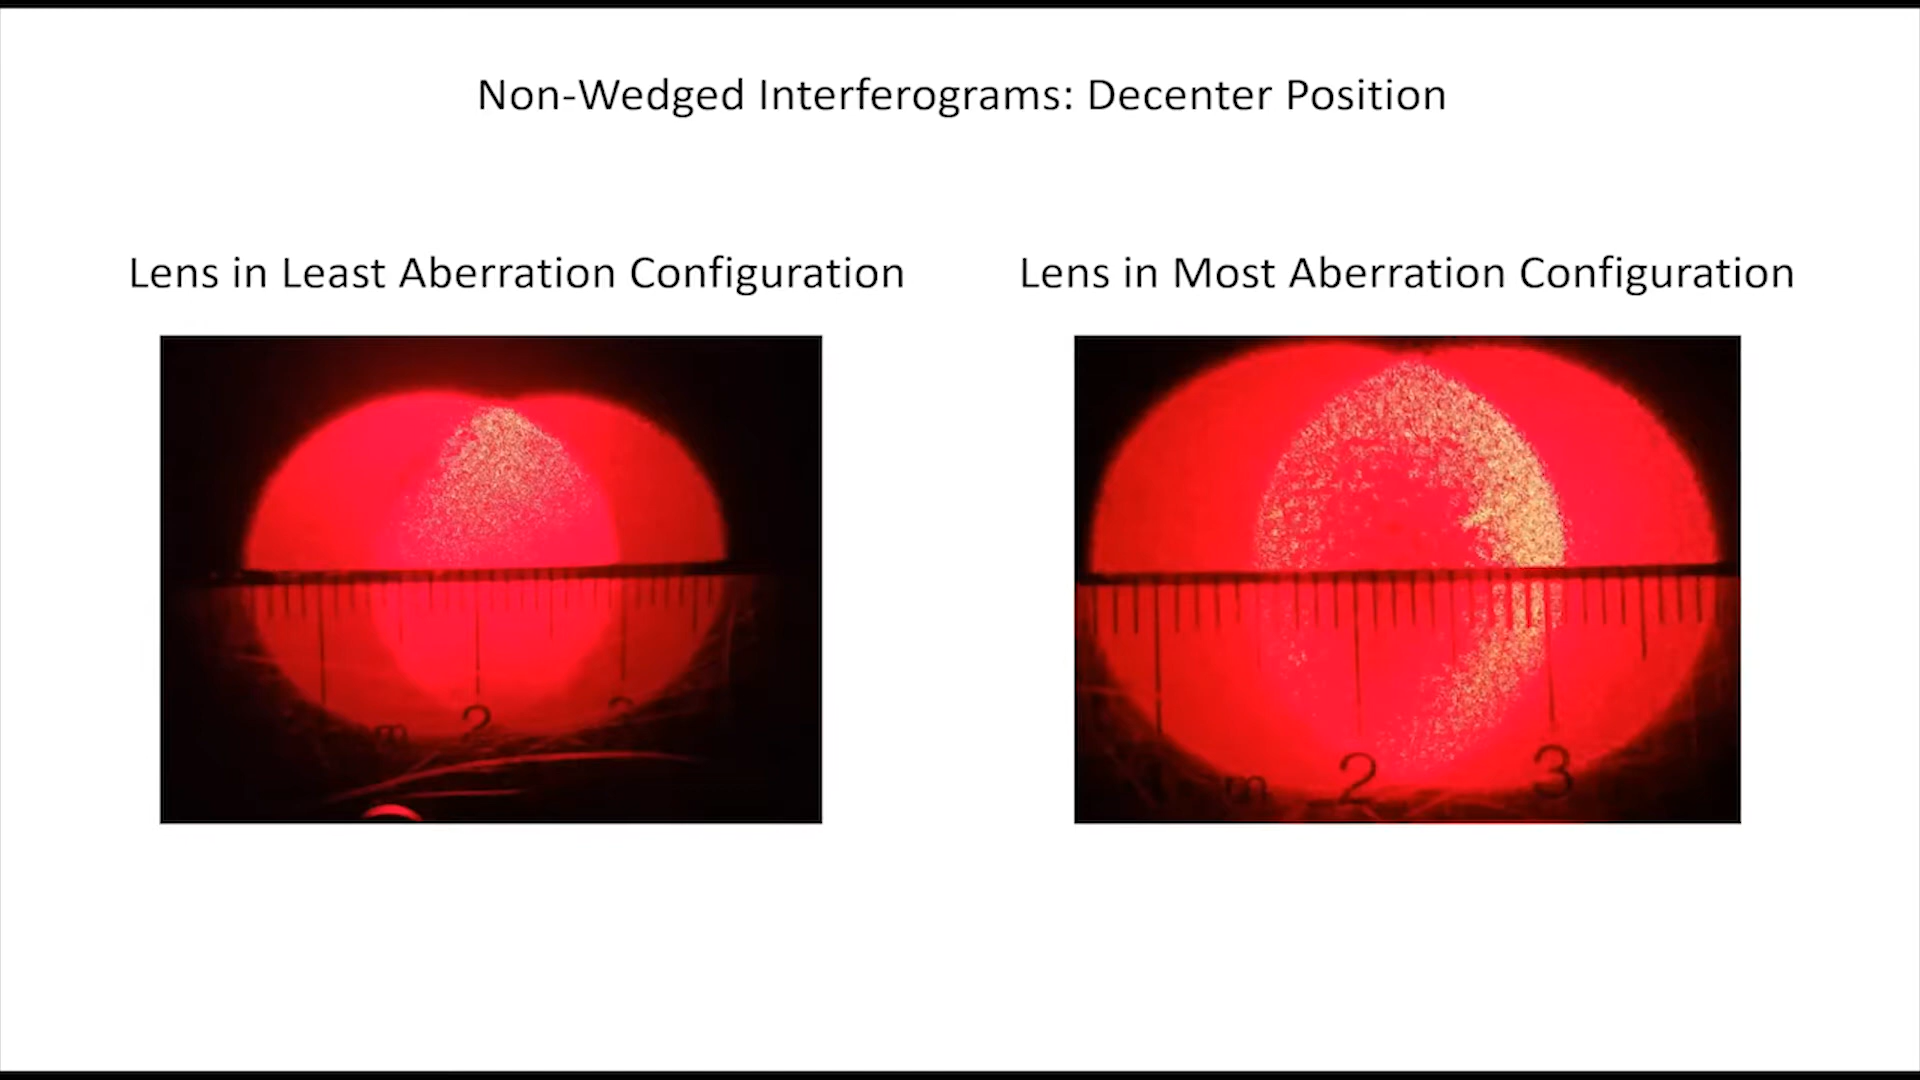 Non-Wedged Interferograms: Decenter Position
Lens in Least Aberration Configuration
Lens in Most Aberration Configuration
m 2
m 2 3